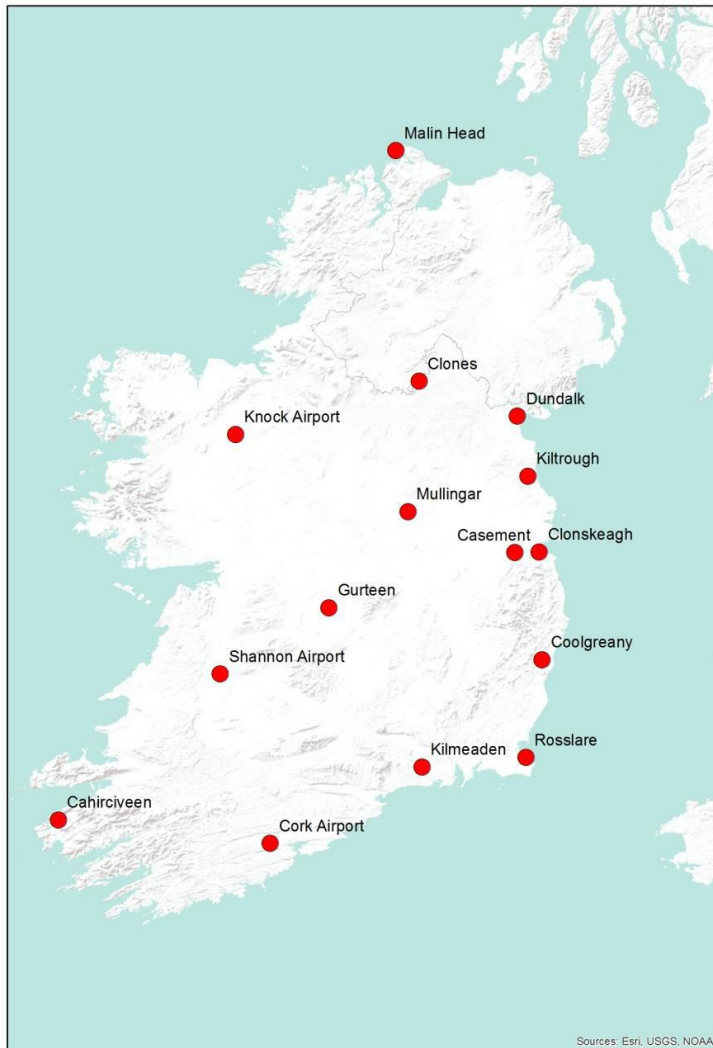 Malin Head
Clones
Dundalk
Knock Airport
Kiltrough
Mullingar
Casement
Clonskeagh
Gurteen
Shannon Airport
Coolgreany
Rosslare
Kilmeaden
Cahirciveen
Cork Airport
Sources: Esri, USGS, NOAA